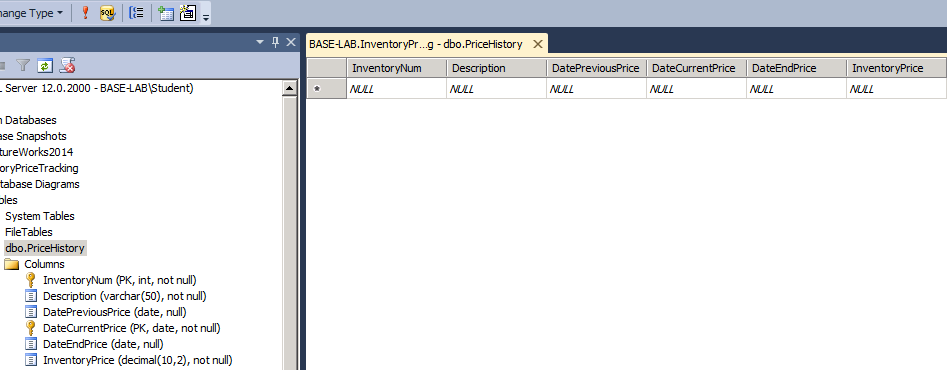 hange Type
SQL
BASE-LAB.InventoryPr...g - dbo.PriceHistory
InventoryNum Description DatePreviousPrice DateCurrentPrice DateEndPrice InventoryPrice
* NULL NULL NULL NULL NULL NULL
L Server 12.0.2000 - BASE-LAB\Student)
n Databases
ase Snapshots
ntureWorks2014
toryPriceTracking
tabase Diagrams
bles
System Tables
FileTables
dbo.PriceHistory
Columns
InventoryNum (PK, int, not null)
Description (varchar(50), not null)
DatePreviousPrice (date, null)
DateCurrentPrice (PK, date, not null)
DateEndPrice (date, null)
InventoryPrice (decimal(10,2), not null)